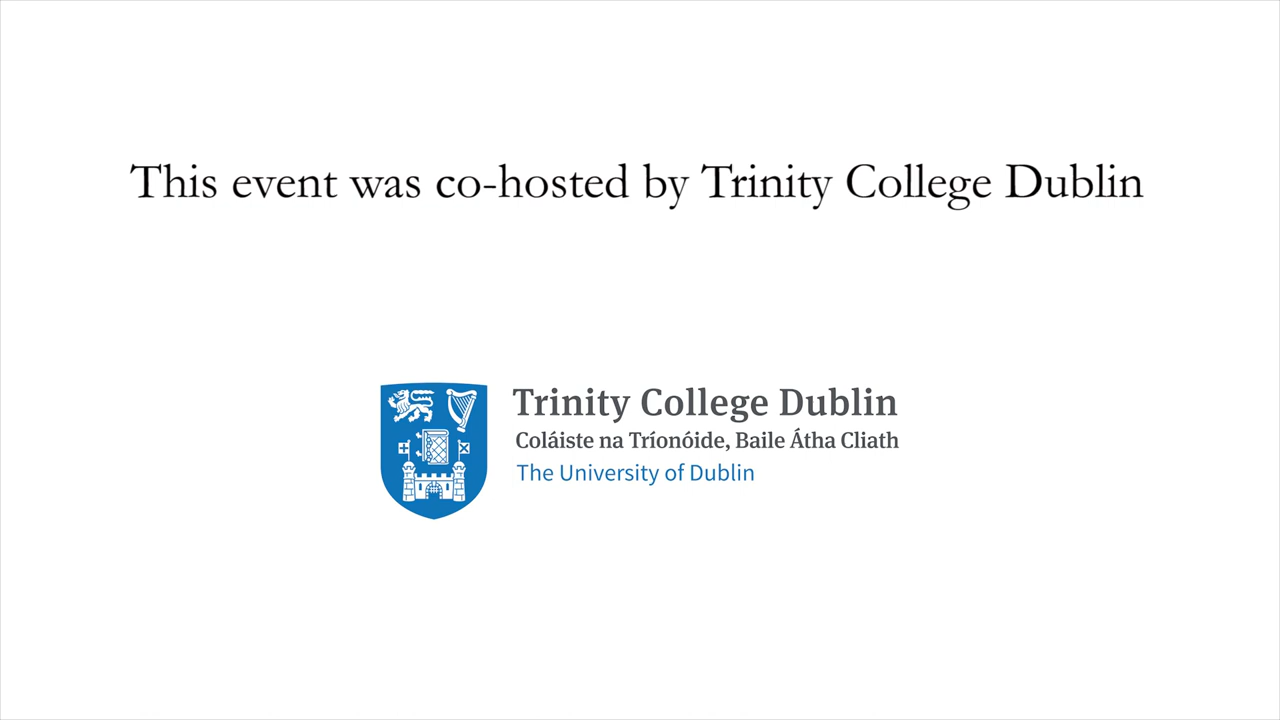 This event was co-hosted by Trinity College Dublin
Trinity College Dublin
Coláiste na Tríonóide, Baile Átha Cliath
The University of Dublin